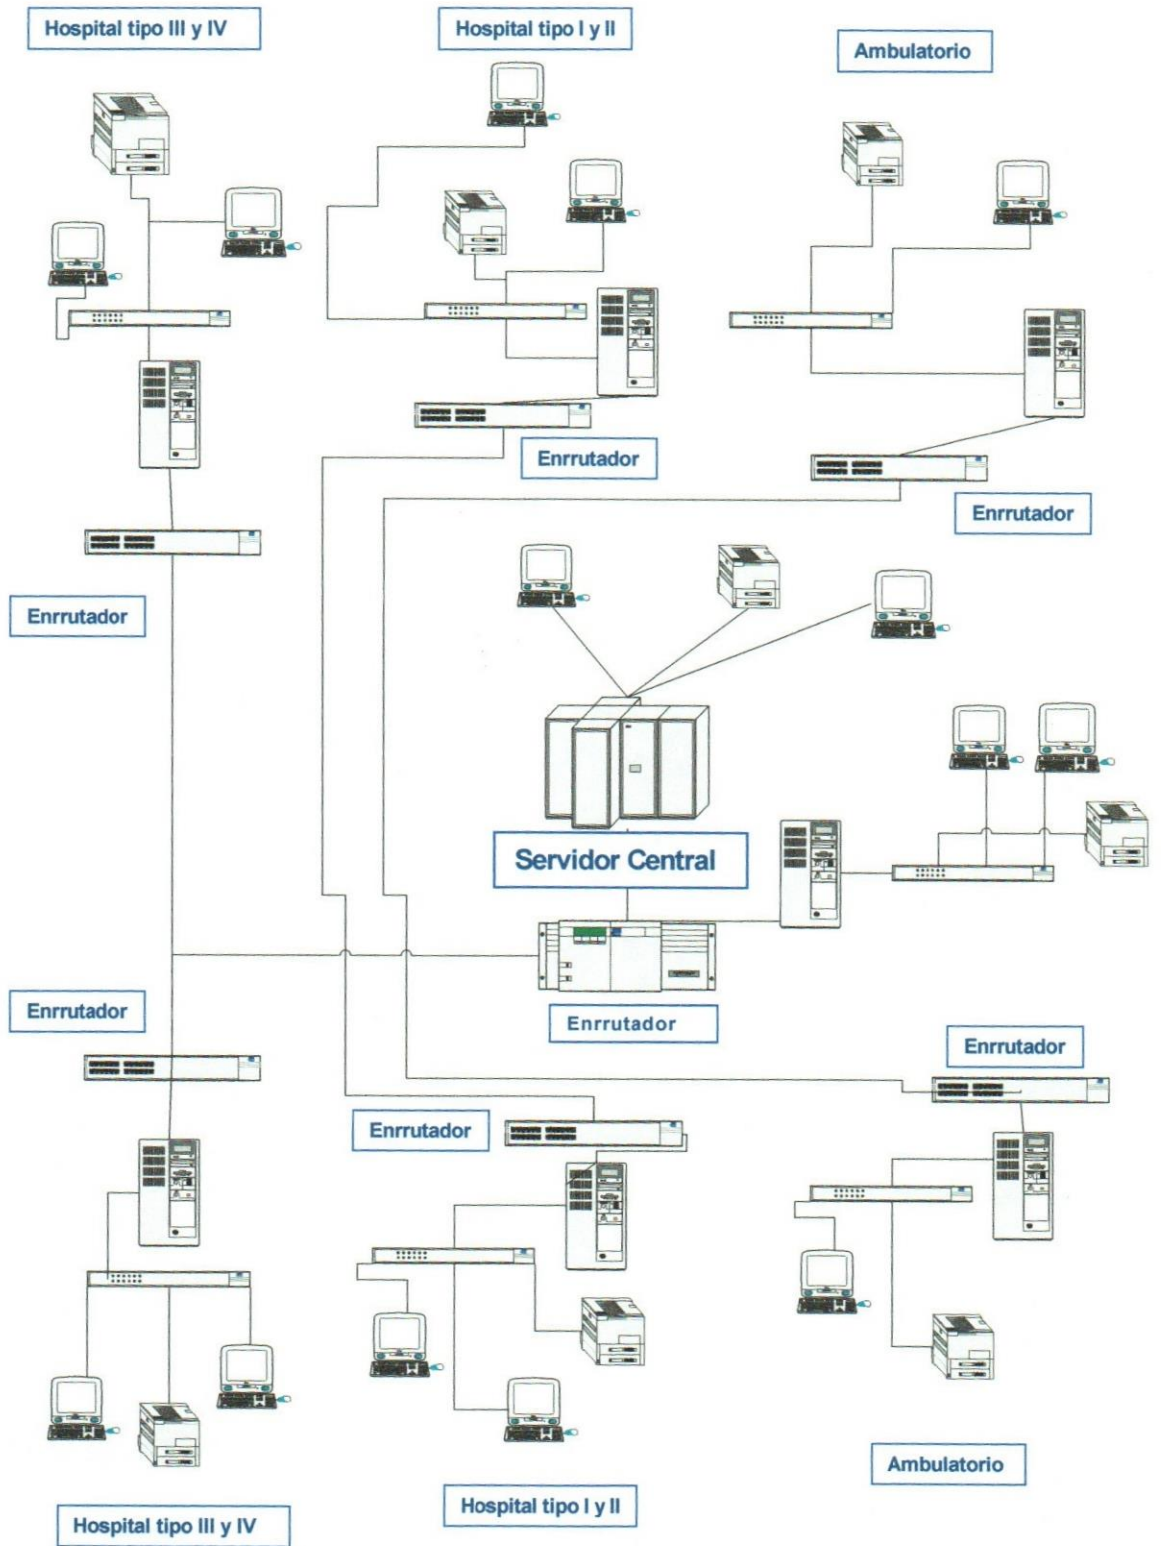 Hospital tipo III y IV
Hospital tipo I y II
Ambulatorio
Enrrutador
Enrrutador
Enrrutador
Servidor Central
Enrrutador
Enrrutador
Enrrutador
Enrrutador
Ambulatorio
Hospital tipo I y II
Hospital tipo III y IV